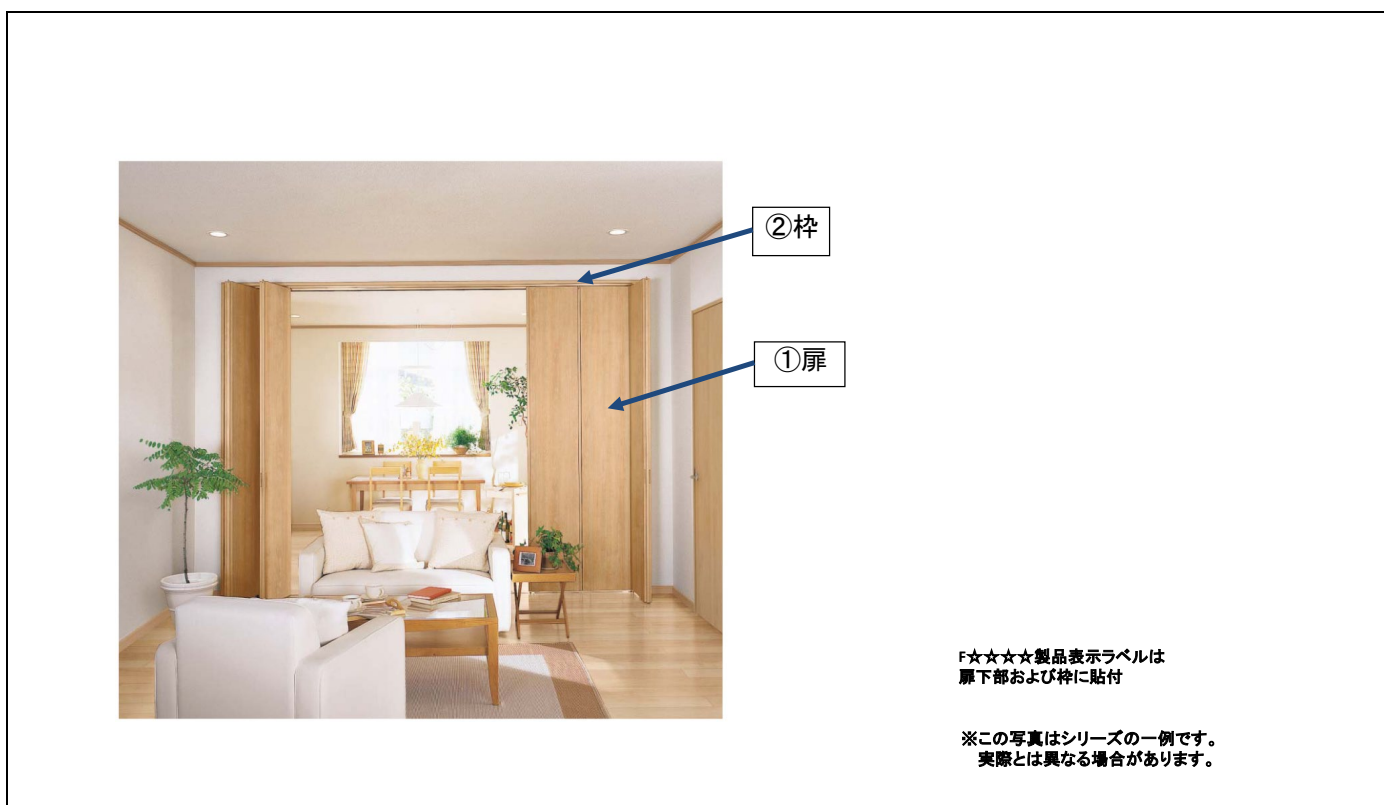 ②枠
①扉
F☆☆☆☆製品表示ラベルは
扉下部および枠に貼付
※この写真はシリーズの一例です。
実際とは異なる場合があります。